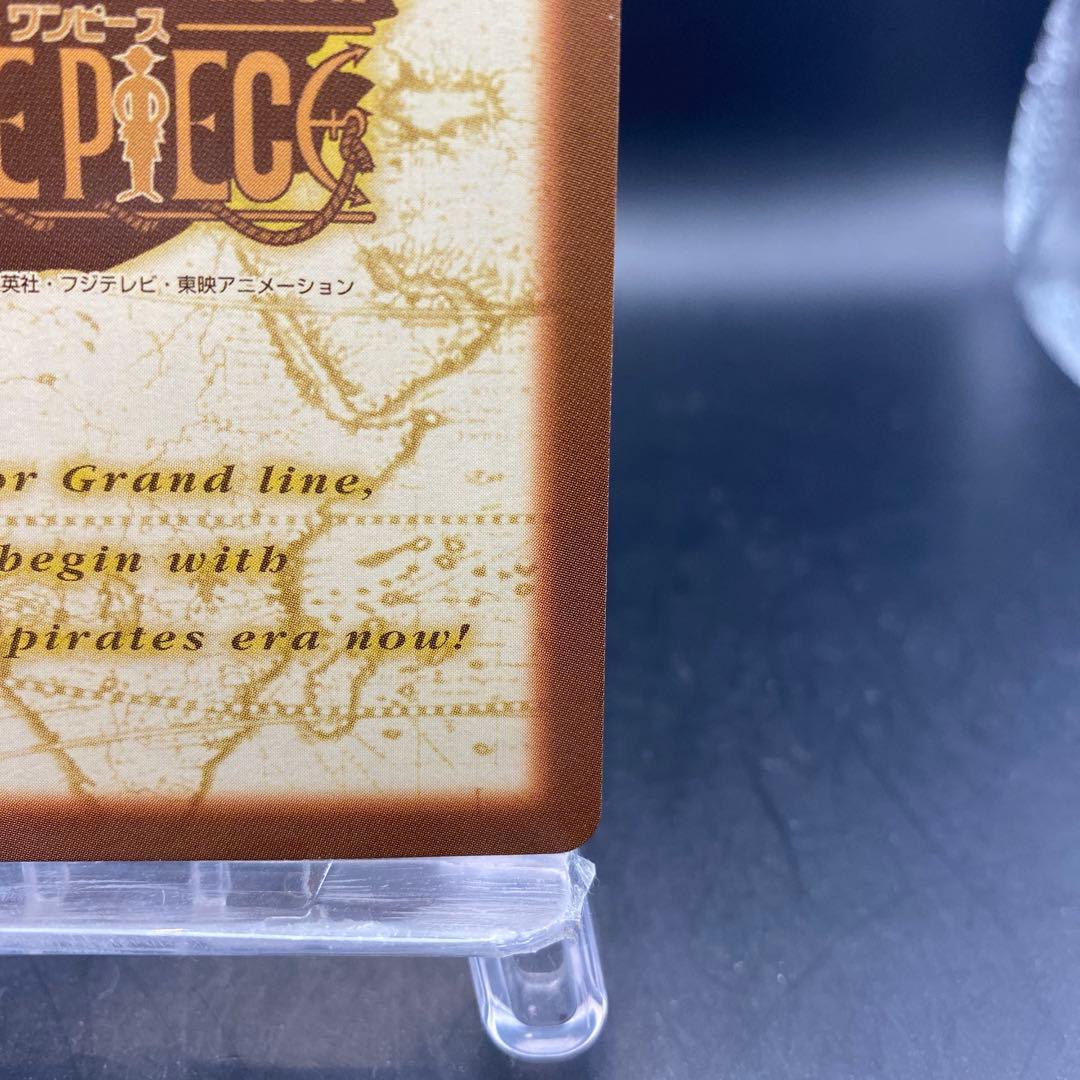 ワンピース
E PIECE
英社・フジテレビ・東映アニメーション
or Grand line,
begin with
pirates era now!